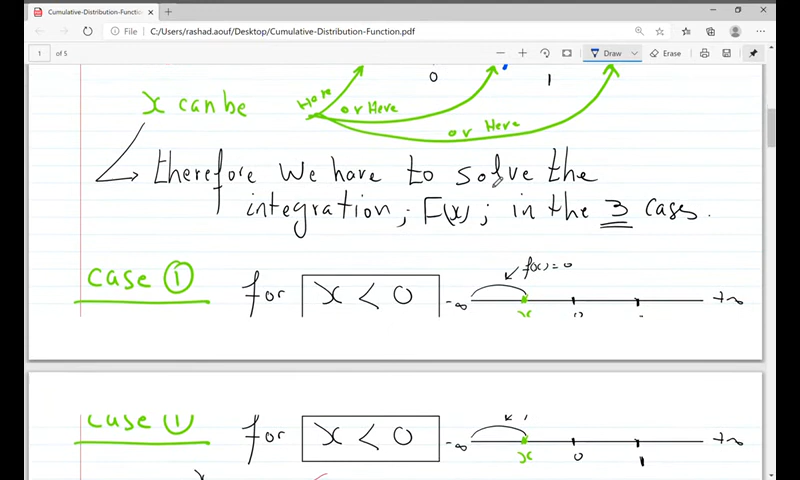 Cumulative-Distribution-Function.
File
C:/Users/rashad.aouf/Desktop/Cumulative-Distribution-Function.pdf
1 of 5
Draw
Erase
0
1
x can be
Here
or Here
or Here
therefore we have to solve the
integration; F(x); in the 3 cases.
case 1
for x < 0
f(x)=0
-∞
+∞
x
case 1
for x < 0
-∞
+∞
x
0
1